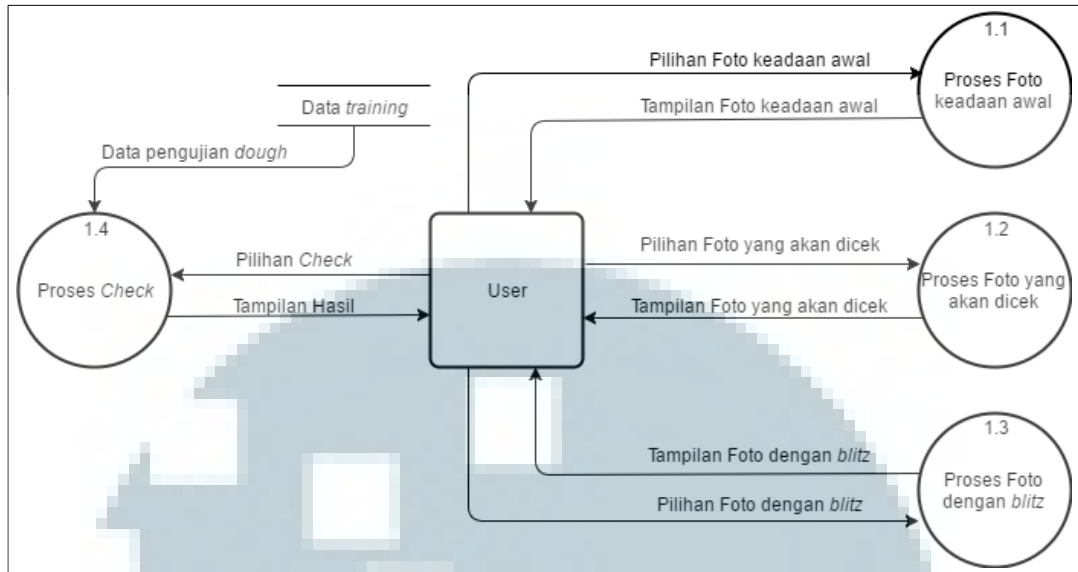 1.1
Pilihan Foto keadaan awal
Proses Foto
keadaan awal
Tampilan Foto keadaan awal
Data training
Data pengujian dough
1.4
Proses Check
Pilihan Check
Tampilan Hasil
User
1.2
Pilihan Foto yang akan dicek
Proses Foto yang
akan dicek
Tampilan Foto yang akan dicek
1.3
Tampilan Foto dengan blitz
Proses Foto
dengan blitz
Pilihan Foto dengan blitz